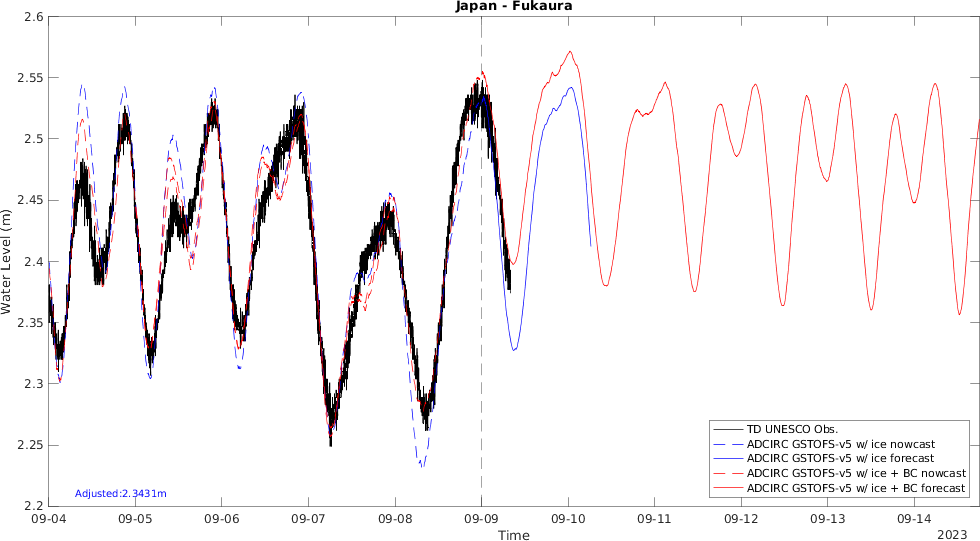 Japan - Fukaura
2.6
2.55
2.5
2.45
2.4
2.35
2.3
2.25
2.2
Water Level (m)
TD UNESCO Obs.
ADCIRC GSTOFS-v5 w/ ice nowcast
ADCIRC GSTOFS-v5 w/ ice forecast
ADCIRC GSTOFS-v5 w/ ice + BC nowcast
ADCIRC GSTOFS-v5 w/ ice + BC forecast
Adjusted:2.3431m
09-04 09-05 09-06 09-07 09-08 09-09 09-10 09-11 09-12 09-13 09-14
Time
2023